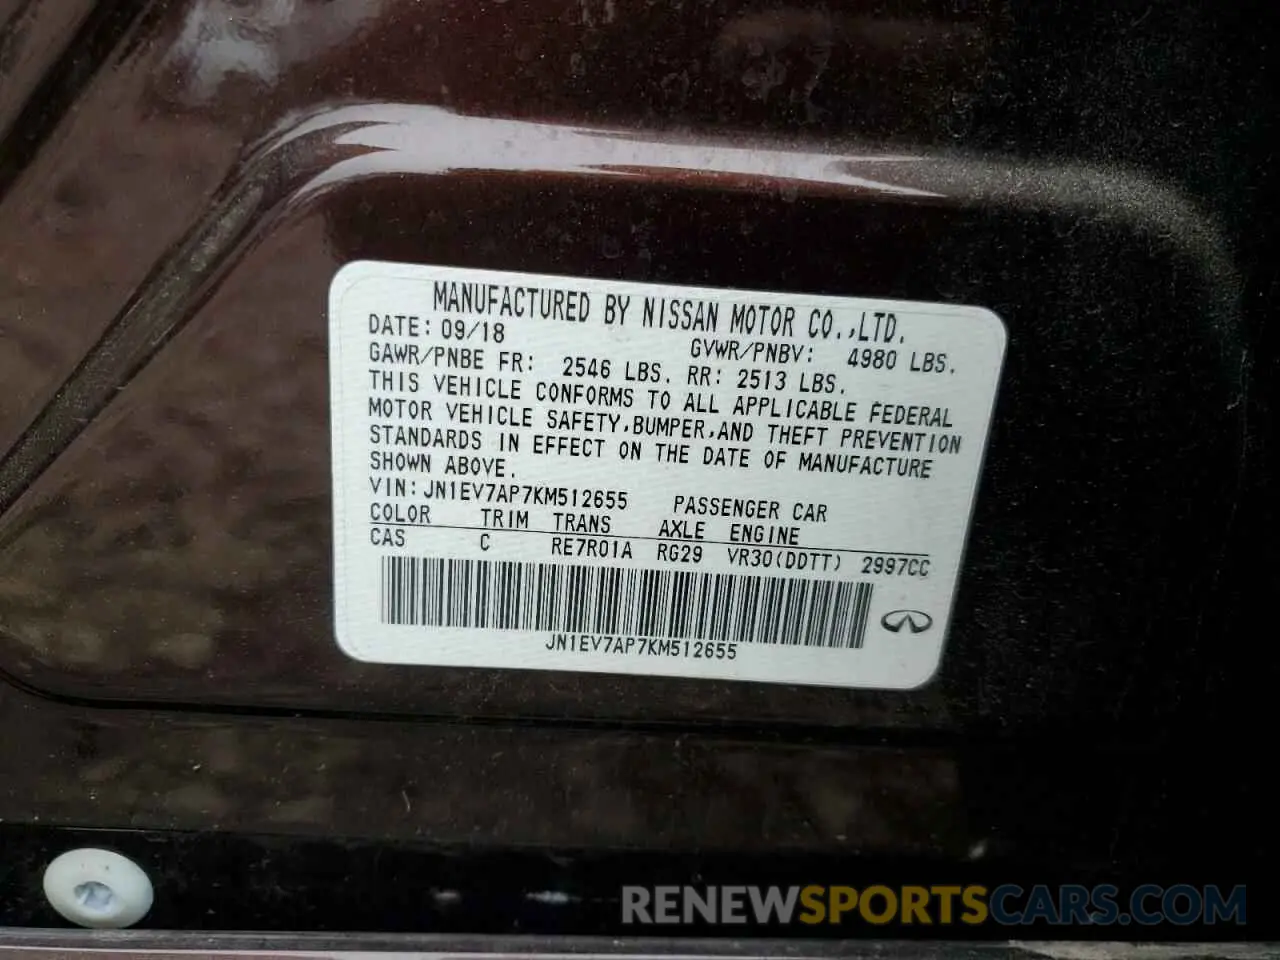 MANUFACTURED BY NISSAN MOTOR CO.,LTD.
DATE: 09/18 GVWR/PNBV: 4980 LBS.
GAWR/PNBE FR: 2546 LBS. RR: 2513 LBS.
THIS VEHICLE CONFORMS TO ALL APPLICABLE FEDERAL
MOTOR VEHICLE SAFETY,BUMPER,AND THEFT PREVENTION
STANDARDS IN EFFECT ON THE DATE OF MANUFACTURE
SHOWN ABOVE.
VIN:JN1EV7AP7KM512655 PASSENGER CAR
COLOR TRIM TRANS AXLE ENGINE
CAS C RE7R01A RG29 VR30(DDTT) 2997CC
JN1EV7AP7KM512655
RENEWSPORTSCARS.COM